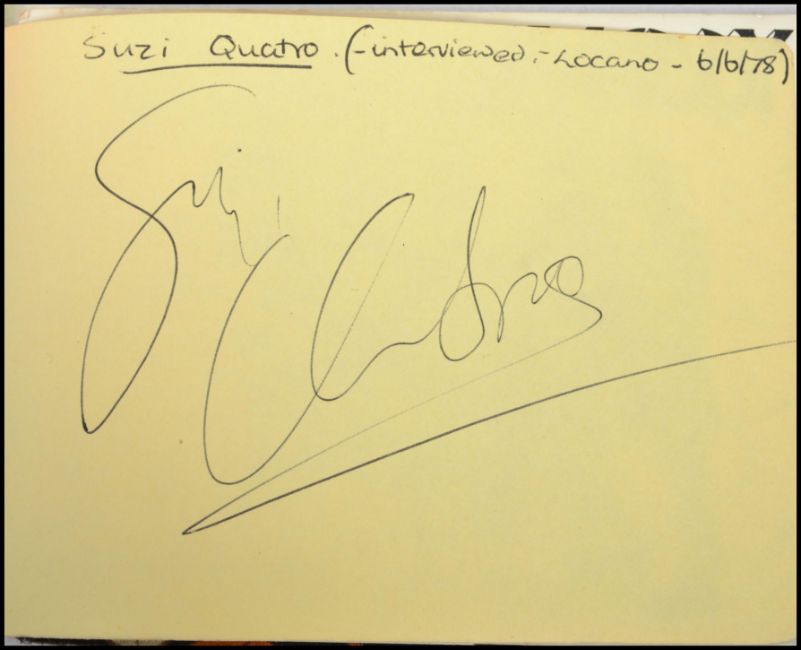 Suzi Quatro. (-interviewed:- Locano - 6/6/78)
Suzi Quatro